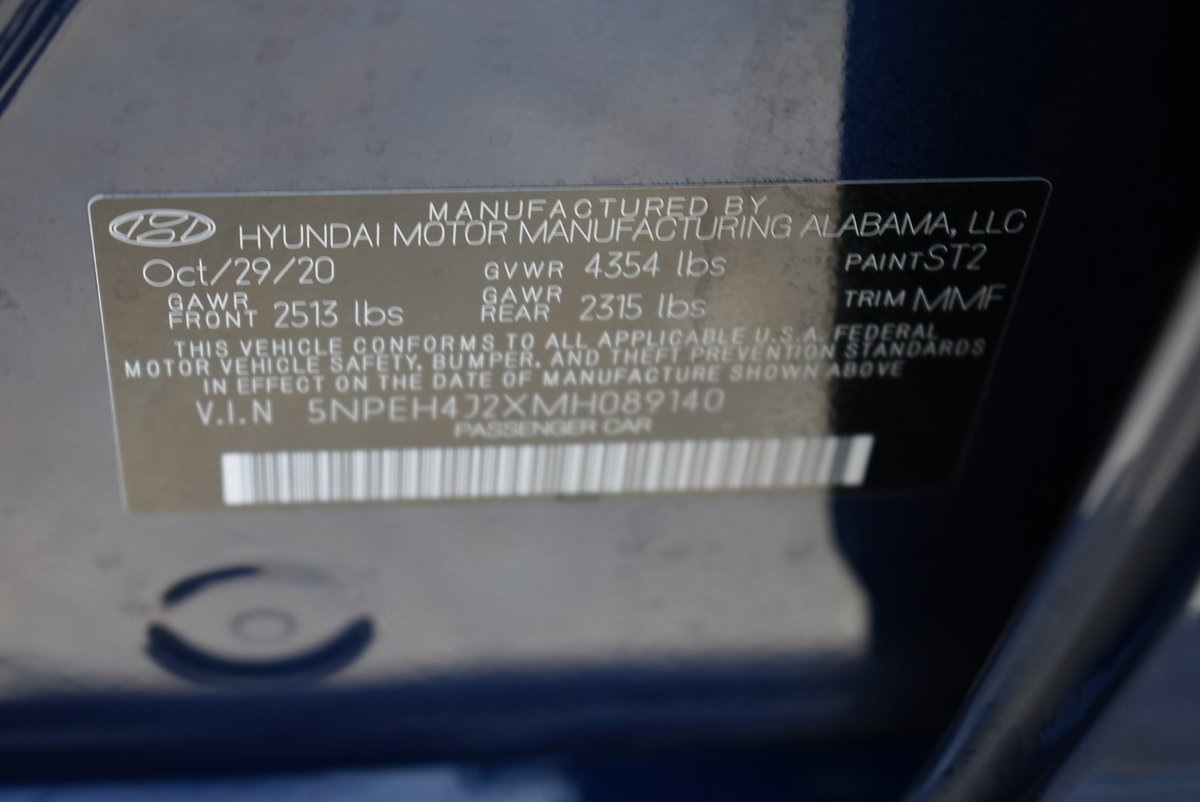 MANUFACTURED BY
HYUNDAI MOTOR MANUFACTURING ALABAMA, LLC
Oct/29/20 GVWR 4354 lbs PAINT ST2
GAWR FRONT 2513 lbs GAWR REAR 2315 lbs TRIM MMF
THIS VEHICLE CONFORMS TO ALL APPLICABLE U.S.A. FEDERAL
MOTOR VEHICLE SAFETY, BUMPER, AND THEFT PREVENTION STANDARDS
IN EFFECT ON THE DATE OF MANUFACTURE SHOWN ABOVE
V.I.N 5NPEH4J2XMH089140
PASSENGER CAR